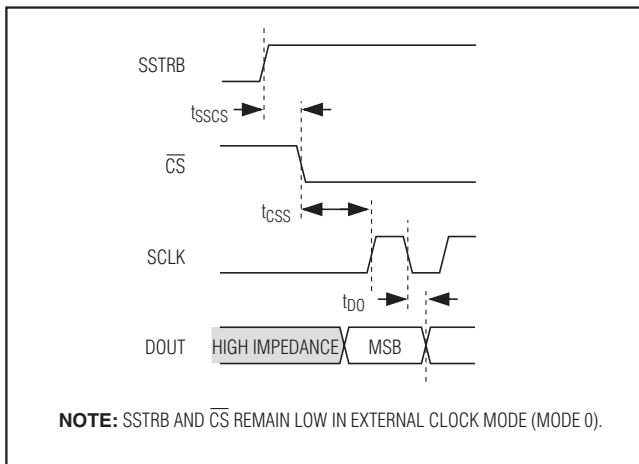 SSTRB
tSSCS
CS
tCSS
SCLK
tDO
DOUT HIGH IMPEDANCE MSB
NOTE: SSTRB AND CS REMAIN LOW IN EXTERNAL CLOCK MODE (MODE 0).